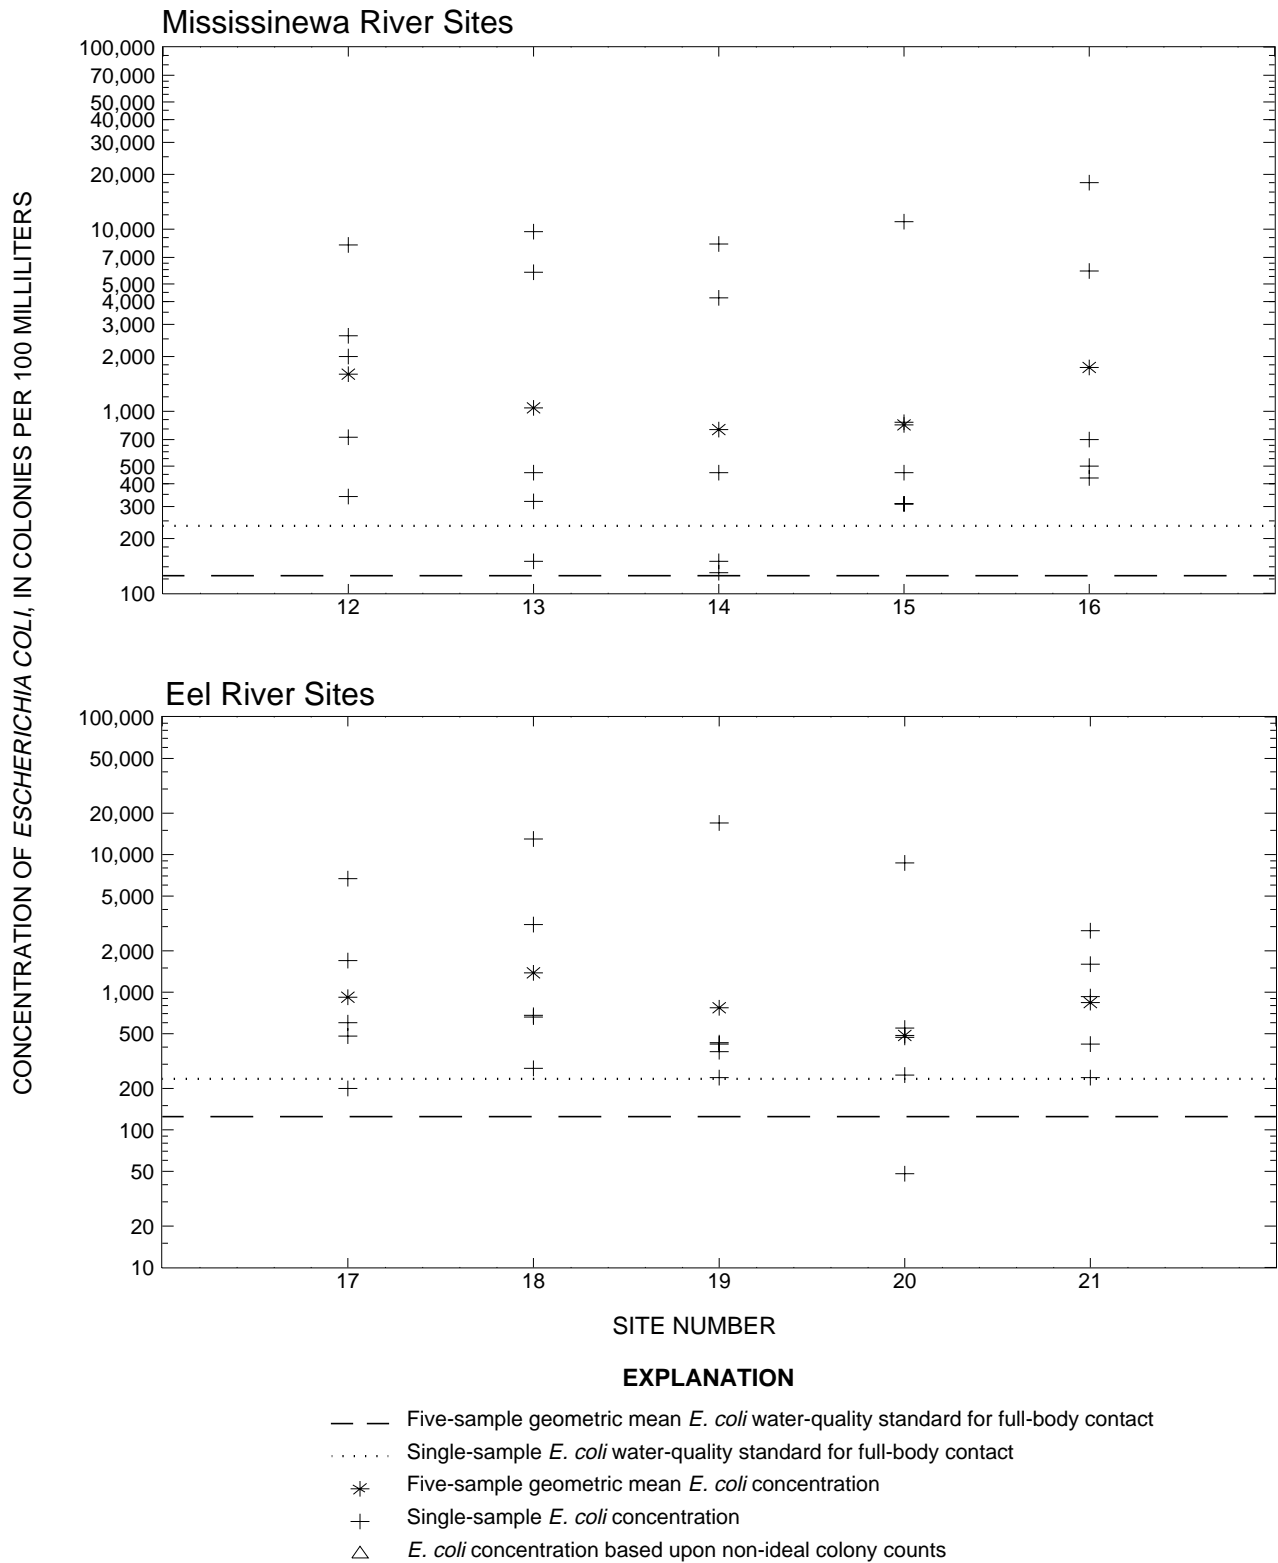 Mississinewa River Sites
100,000
70,000
50,000
40,000
30,000
20,000
10,000
7,000
5,000
4,000
3,000
2,000
1,000
700
500
400
300
200
100
12 13 14 15 16
CONCENTRATION OF ESCHERICHIA COLI, IN COLONIES PER 100 MILLILITERS
Eel River Sites
100,000
50,000
20,000
10,000
5,000
2,000
1,000
500
200
100
50
20
10
17 18 19 20 21
SITE NUMBER
EXPLANATION
Five-sample geometric mean E. coli water-quality standard for full-body contact
Single-sample E. coli water-quality standard for full-body contact
Five-sample geometric mean E. coli concentration
Single-sample E. coli concentration
E. coli concentration based upon non-ideal colony counts